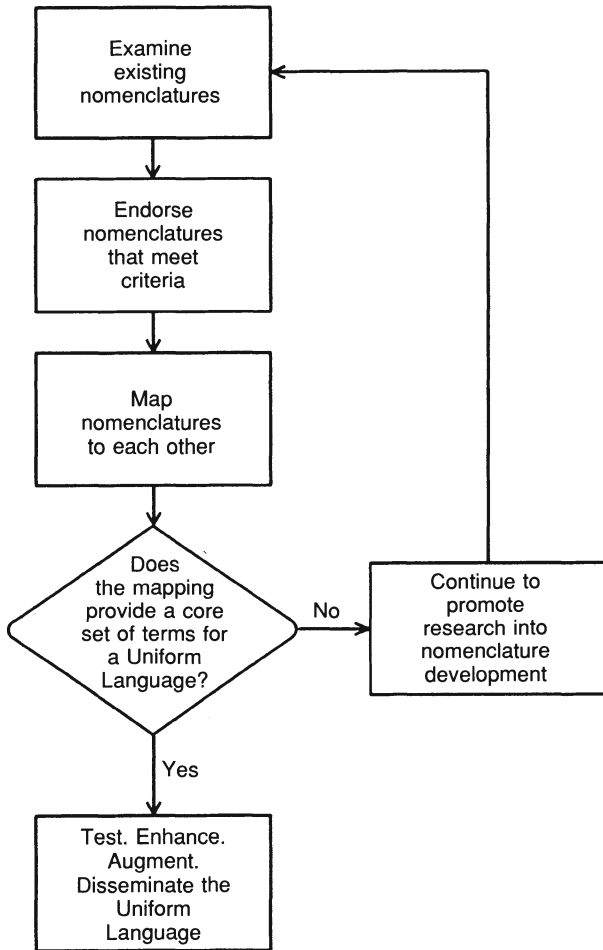 Examine
existing
nomenclatures
Endorse
nomenclatures
that meet
criteria
Map
nomenclatures
to each other
Does
the mapping
provide a core
set of terms for
a Uniform
Language?
No
Continue to
promote
research into
nomenclature
development
Yes
Test. Enhance.
Augment.
Disseminate the
Uniform
Language